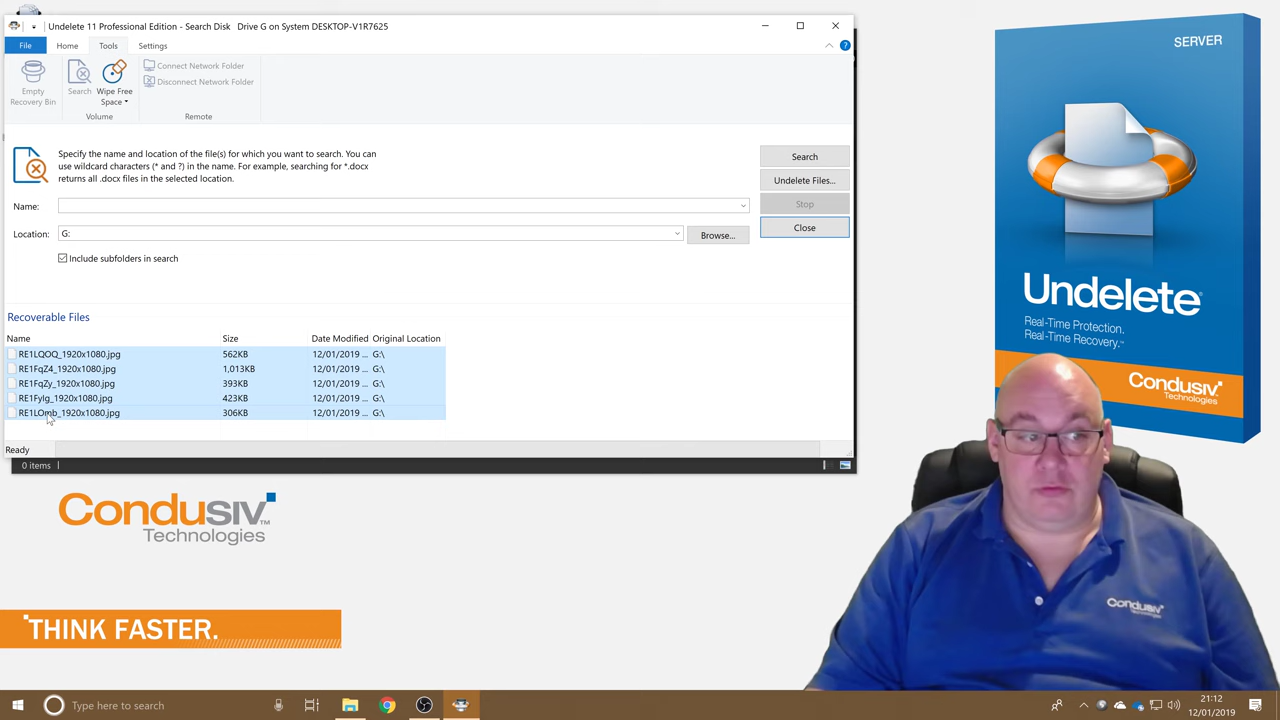 Undelete 11 Professional Edition - Search Disk Drive G on System DESKTOP-V1R7625
File Home Tools Settings
Empty Recovery Bin
Search
Wipe Free Space
Connect Network Folder
Disconnect Network Folder
Volume
Remote
Specify the name and location of the file(s) for which you want to search. You can
use wildcard characters (* and ?) in the name. For example, searching for *.docx
returns all .docx files in the selected location.
Search
Undelete Files...
Stop
Close
Name:
Location: G: Browse...
Include subfolders in search
Recoverable Files
Name Size Date Modified Original Location
RE1LQOQ_1920x1080.jpg 562KB 12/01/2019 ... G:\
RE1FqZ4_1920x1080.jpg 1,013KB 12/01/2019 ... G:\
RE1FqZy_1920x1080.jpg 393KB 12/01/2019 ... G:\
RE1FyIg_1920x1080.jpg 423KB 12/01/2019 ... G:\
RE1LOmb_1920x1080.jpg 306KB 12/01/2019 ... G:\
Ready
0 items
Condusiv™
Technologies
THINK FASTER.
SERVER
Undelete®
Real-Time Protection.
Real-Time Recovery.™
Condusiv
Technologies
Condusiv
Type here to search
21:12
12/01/2019